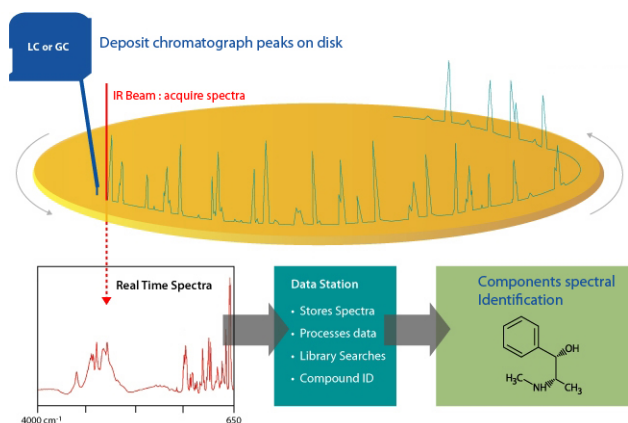 LC or GC
Deposit chromatograph peaks on disk
IR Beam : acquire spectra
Real Time Spectra
4000 cm⁻¹
650
Data Station
• Stores Spectra
• Processes data
• Library Searches
• Compound ID
Components spectral
Identification
OH
H₃C
NH
CH₃